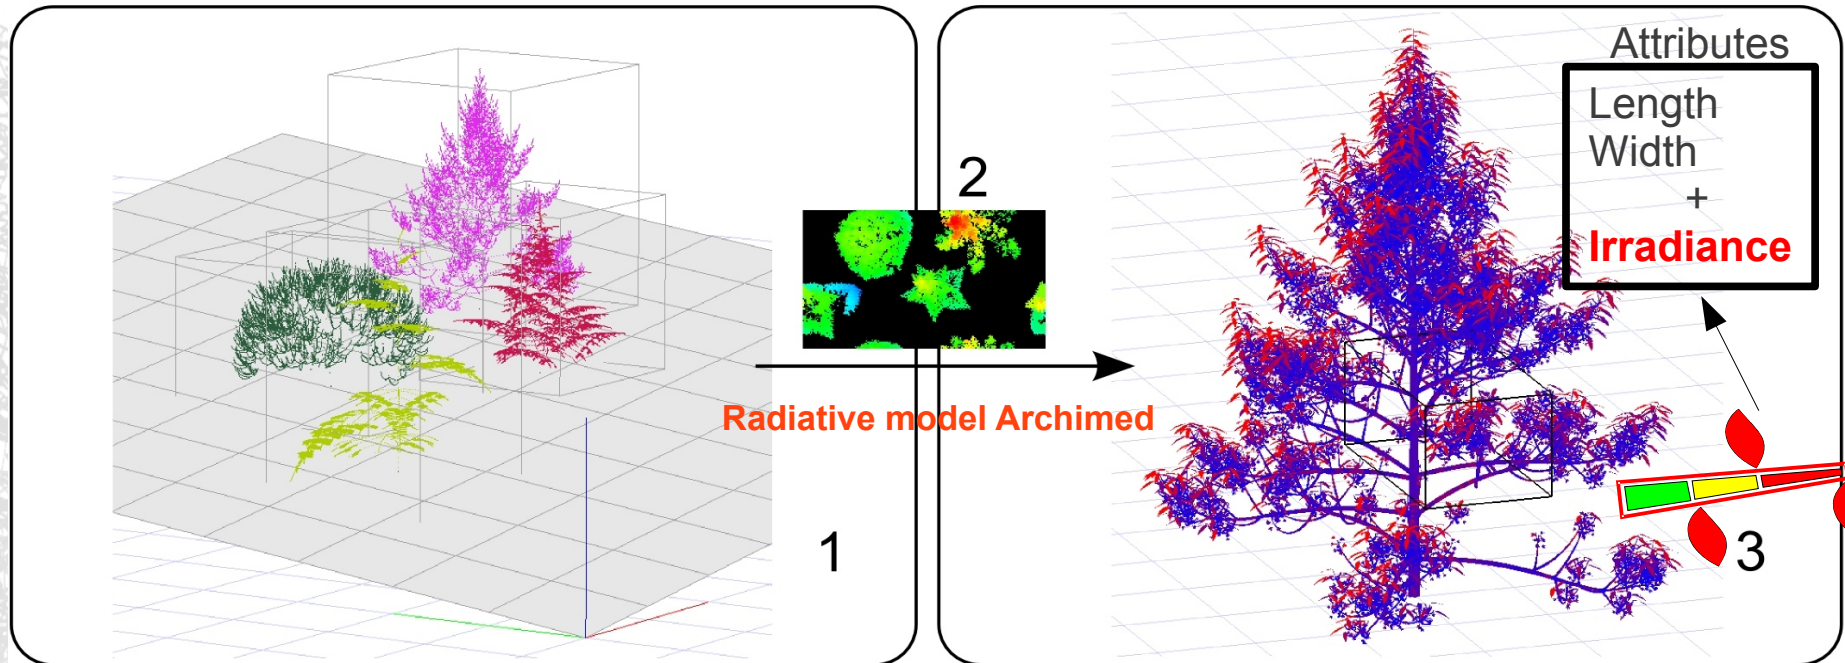 1
2
Radiative model Archimed
Attributes
Length
Width
+
Irradiance
3